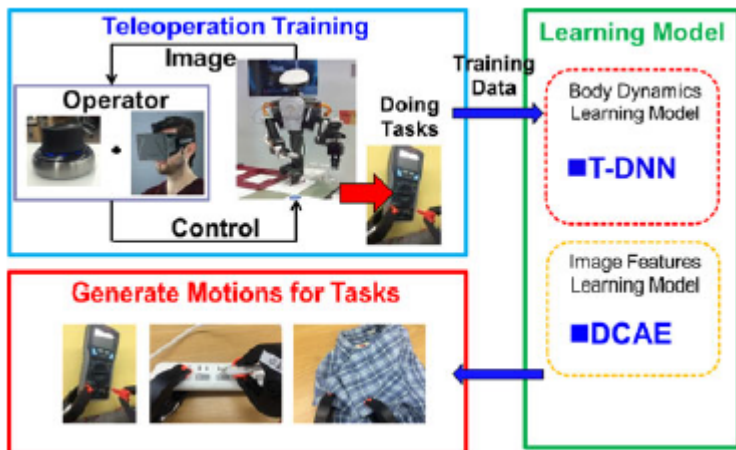 Teleoperation Training
Image
Operator
Control
Doing
Tasks
Training
Data
Learning Model
Body Dynamics
Learning Model
■T-DNN
Image Features
Learning Model
■DCAE
Generate Motions for Tasks